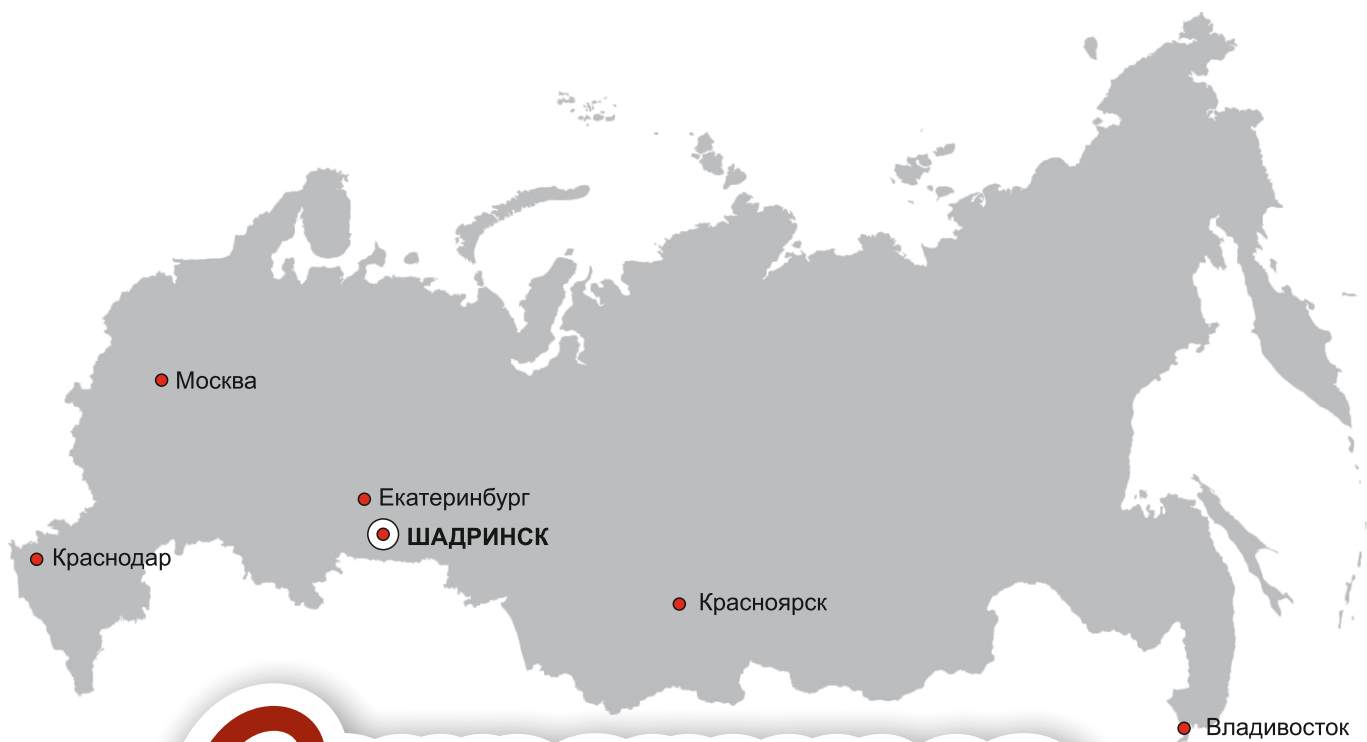 Москва
Екатеринбург
ШАДРИНСК
Краснодар
Красноярск
Владивосток